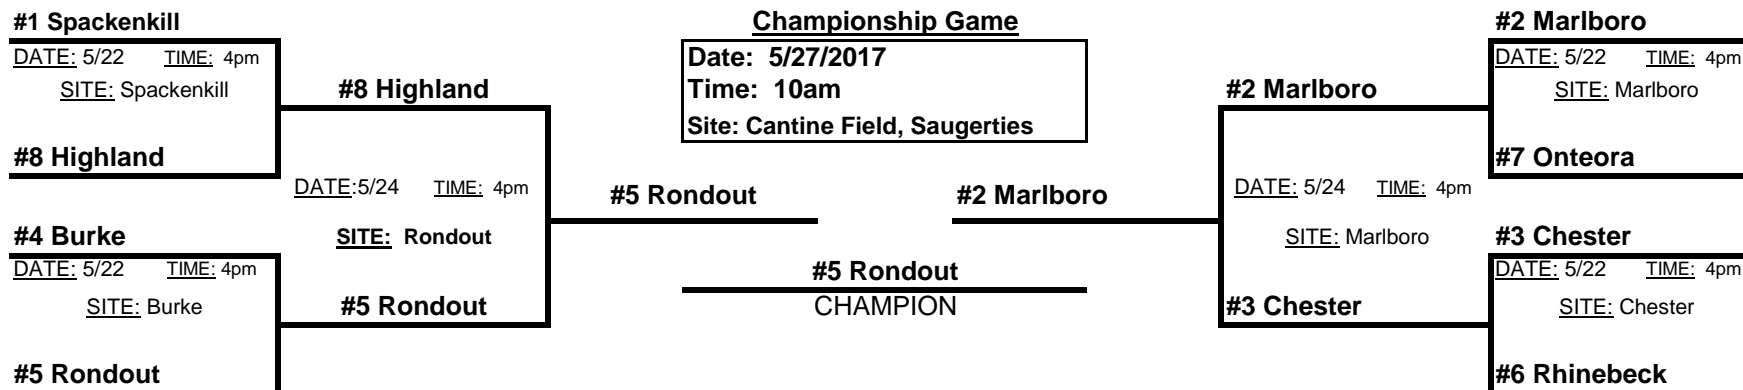 #1 Spackenkill
DATE: 5/22 TIME: 4pm
SITE: Spackenkill
#8 Highland
#8 Highland
DATE:5/24 TIME: 4pm
SITE: Rondout
#4 Burke
DATE: 5/22 TIME: 4pm
SITE: Burke
#5 Rondout
#5 Rondout
#5 Rondout
Championship Game
Date: 5/27/2017
Time: 10am
Site: Cantine Field, Saugerties
#5 Rondout
CHAMPION
#2 Marlboro
#2 Marlboro
DATE: 5/24 TIME: 4pm
SITE: Marlboro
#3 Chester
#2 Marlboro
DATE: 5/22 TIME: 4pm
SITE: Marlboro
#7 Onteora
#3 Chester
DATE: 5/22 TIME: 4pm
SITE: Chester
#6 Rhinebeck